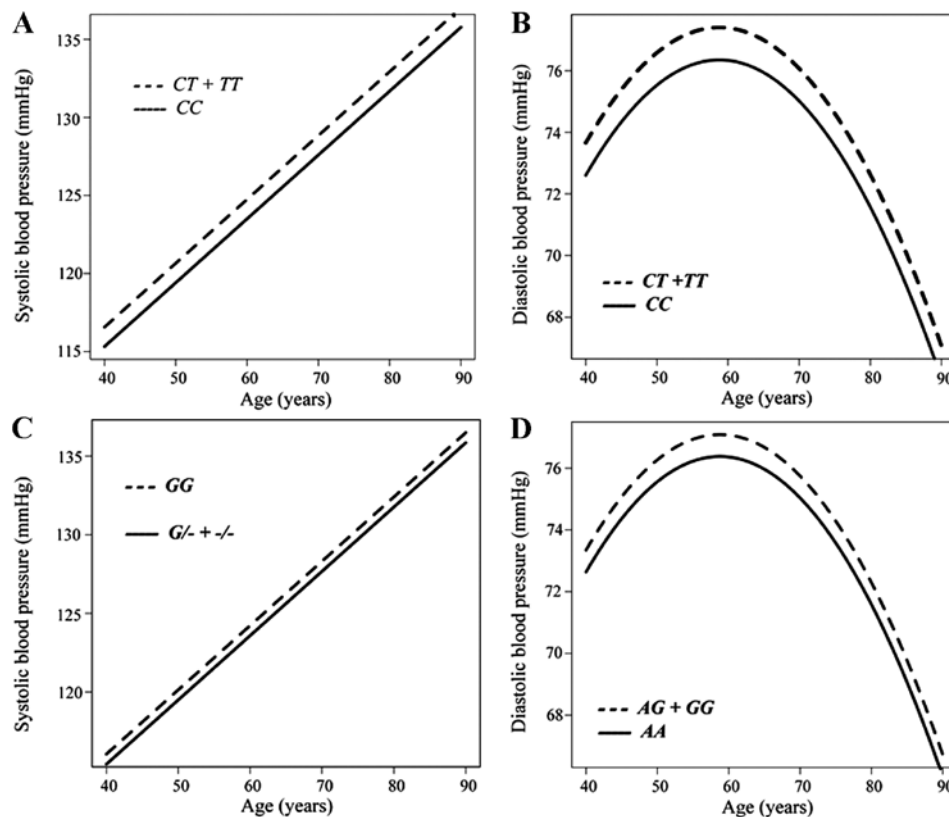 A
Systolic blood pressure (mmHg)
135
130
125
120
115
CT + TT
CC
40 50 60 70 80 90
Age (years)
B
Diastolic blood pressure (mmHg)
76
74
72
70
68
CT +TT
CC
40 50 60 70 80 90
Age (years)
C
Systolic blood pressure (mmHg)
135
130
125
120
GG
G/- + -/-
40 50 60 70 80 90
Age (years)
D
Diastolic blood pressure (mmHg)
76
74
72
70
68
AG + GG
AA
40 50 60 70 80 90
Age (years)